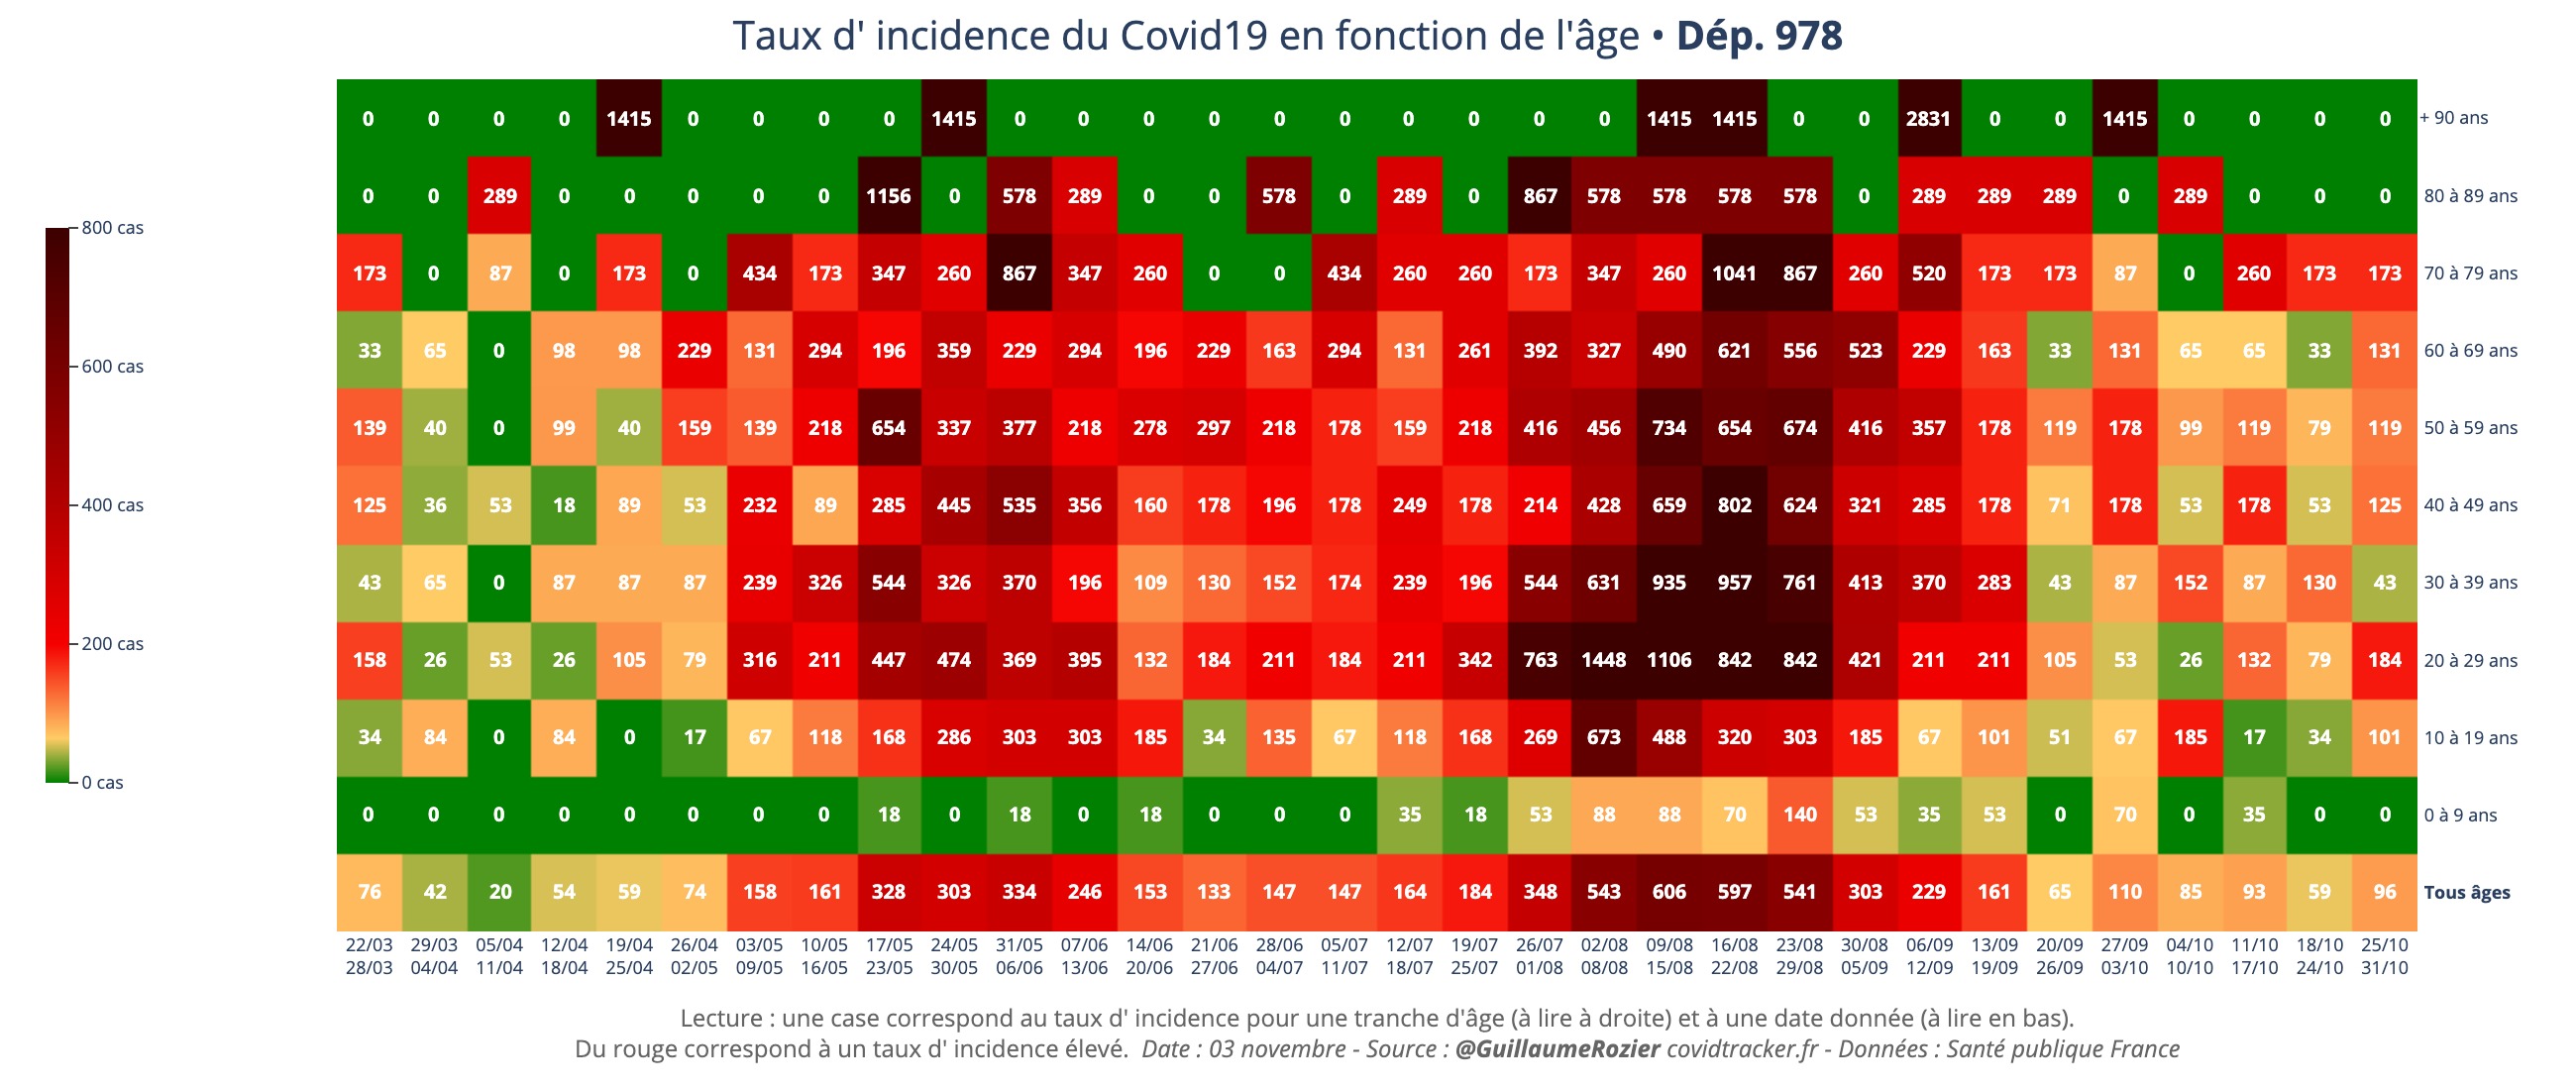 Taux d' incidence du Covid19 en fonction de l'âge • Dép. 978
0 0 0 0 1415 0 0 0 0 1415 0 0 0 0 0 0 0 0 0 0 1415 1415 0 0 2831 0 0 1415 0 0 0 0 + 90 ans
0 0 289 0 0 0 0 0 1156 0 578 289 0 0 578 0 289 0 867 578 578 578 578 0 289 289 289 0 289 0 0 0 80 à 89 ans
800 cas
173 0 87 0 173 0 434 173 347 260 867 347 260 0 0 434 260 260 173 347 260 1041 867 260 520 173 173 87 0 260 173 173 70 à 79 ans
33 65 0 98 98 229 131 294 196 359 229 294 196 229 163 294 131 261 392 327 490 621 556 523 229 163 33 131 65 65 33 131 60 à 69 ans
600 cas
139 40 0 99 40 159 139 218 654 337 377 218 278 297 218 178 159 218 416 456 734 654 674 416 357 178 119 178 99 119 79 119 50 à 59 ans
400 cas
125 36 53 18 89 53 232 89 285 445 535 356 160 178 196 178 249 178 214 428 659 802 624 321 285 178 71 178 53 178 53 125 40 à 49 ans
43 65 0 87 87 87 239 326 544 326 370 196 109 130 152 174 239 196 544 631 935 957 761 413 370 283 43 87 152 87 130 43 30 à 39 ans
200 cas
158 26 53 26 105 79 316 211 447 474 369 395 132 184 211 184 211 342 763 1448 1106 842 842 421 211 211 105 53 26 132 79 184 20 à 29 ans
34 84 0 84 0 17 67 118 168 286 303 303 185 34 135 67 118 168 269 673 488 320 303 185 67 101 51 67 185 17 34 101 10 à 19 ans
0 cas
0 0 0 0 0 0 0 0 18 0 18 0 18 0 0 0 35 18 53 88 88 70 140 53 35 53 0 70 0 35 0 0 0 à 9 ans
76 42 20 54 59 74 158 161 328 303 334 246 153 133 147 147 164 184 348 543 606 597 541 303 229 161 65 110 85 93 59 96 Tous âges
22/03 29/03 05/04 12/04 19/04 26/04 03/05 10/05 17/05 24/05 31/05 07/06 14/06 21/06 28/06 05/07 12/07 19/07 26/07 02/08 09/08 16/08 23/08 30/08 06/09 13/09 20/09 27/09 04/10 11/10 18/10 25/10
28/03 04/04 11/04 18/04 25/04 02/05 09/05 16/05 23/05 30/05 06/06 13/06 20/06 27/06 04/07 11/07 18/07 25/07 01/08 08/08 15/08 22/08 29/08 05/09 12/09 19/09 26/09 03/10 10/10 17/10 24/10 31/10
Lecture : une case correspond au taux d' incidence pour une tranche d'âge (à lire à droite) et à une date donnée (à lire en bas).
Du rouge correspond à un taux d' incidence élevé. Date : 03 novembre - Source : @GuillaumeRozier covidtracker.fr - Données : Santé publique France